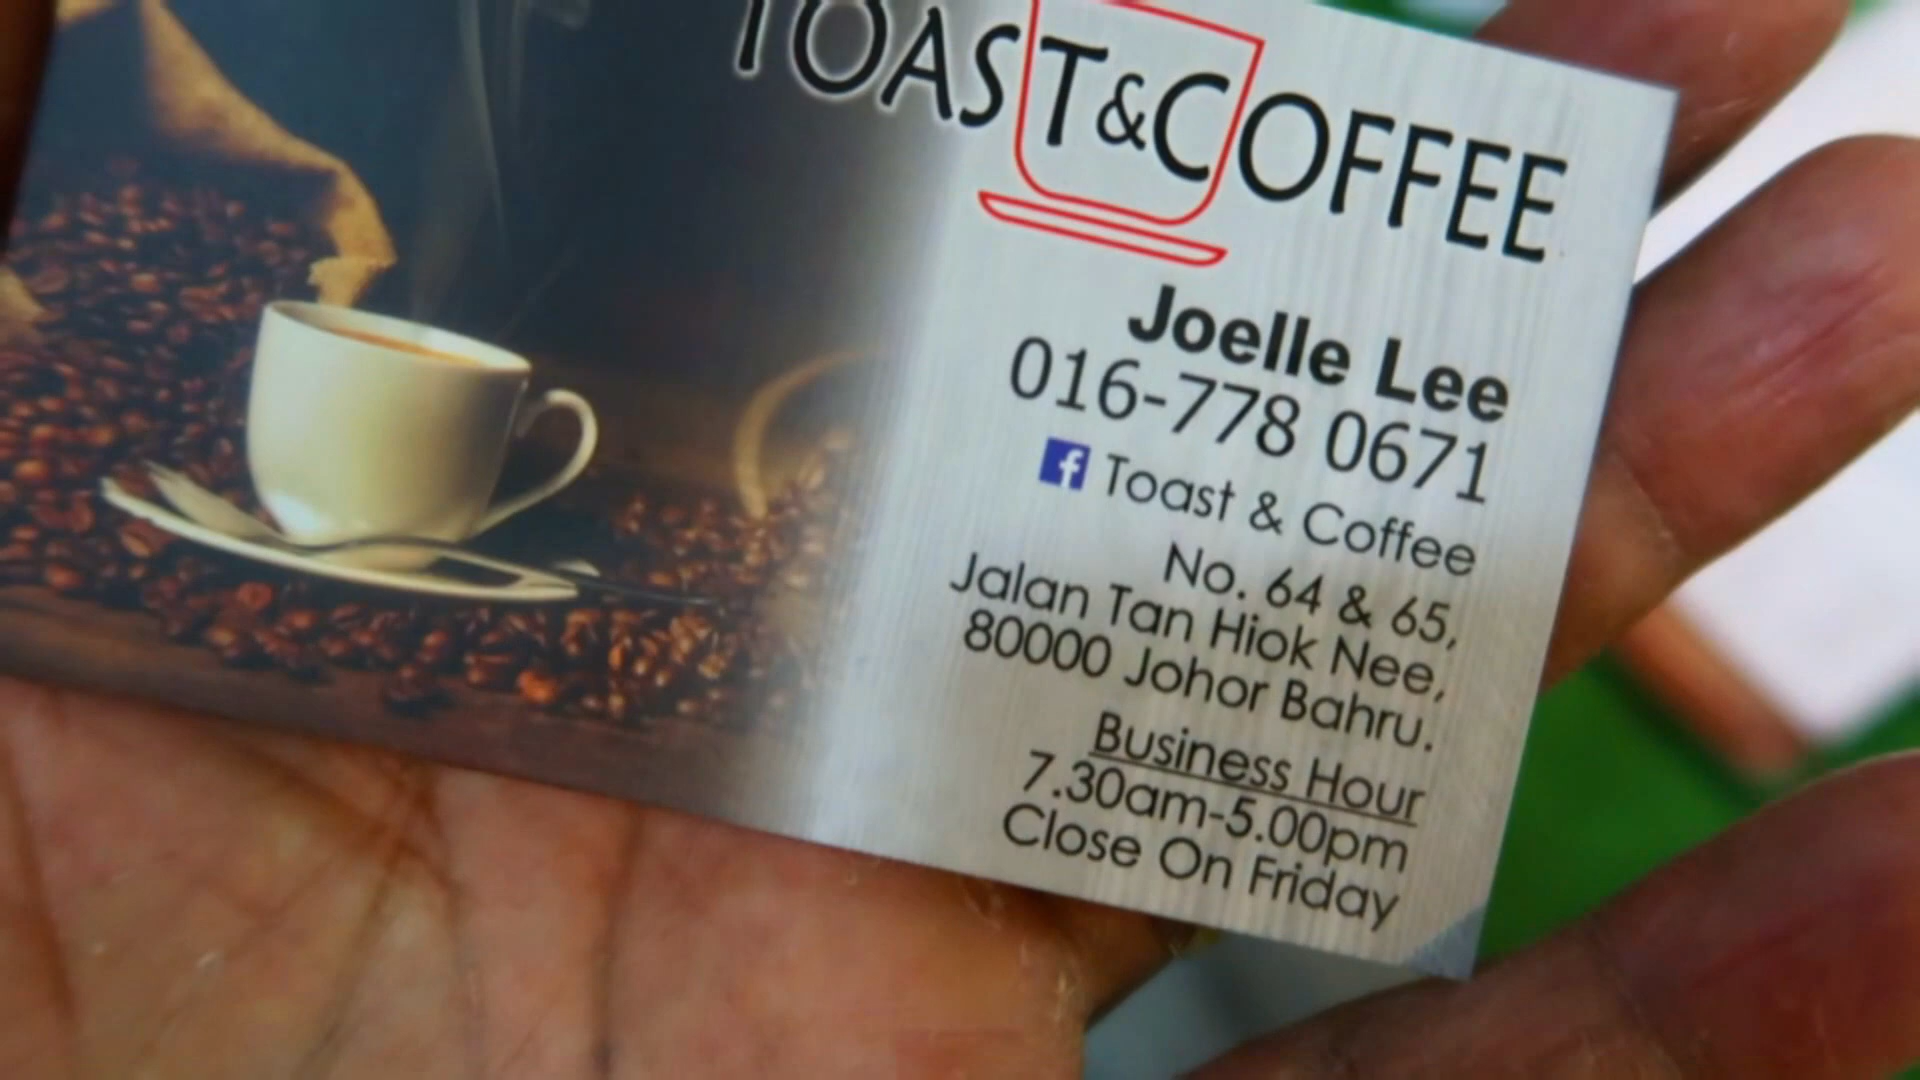 TOAST&COFFEE
Joelle Lee
016-778 0671
f Toast & Coffee
No. 64 & 65,
Jalan Tan Hiok Nee,
80000 Johor Bahru.
Business Hour
7.30am-5.00pm
Close On Friday